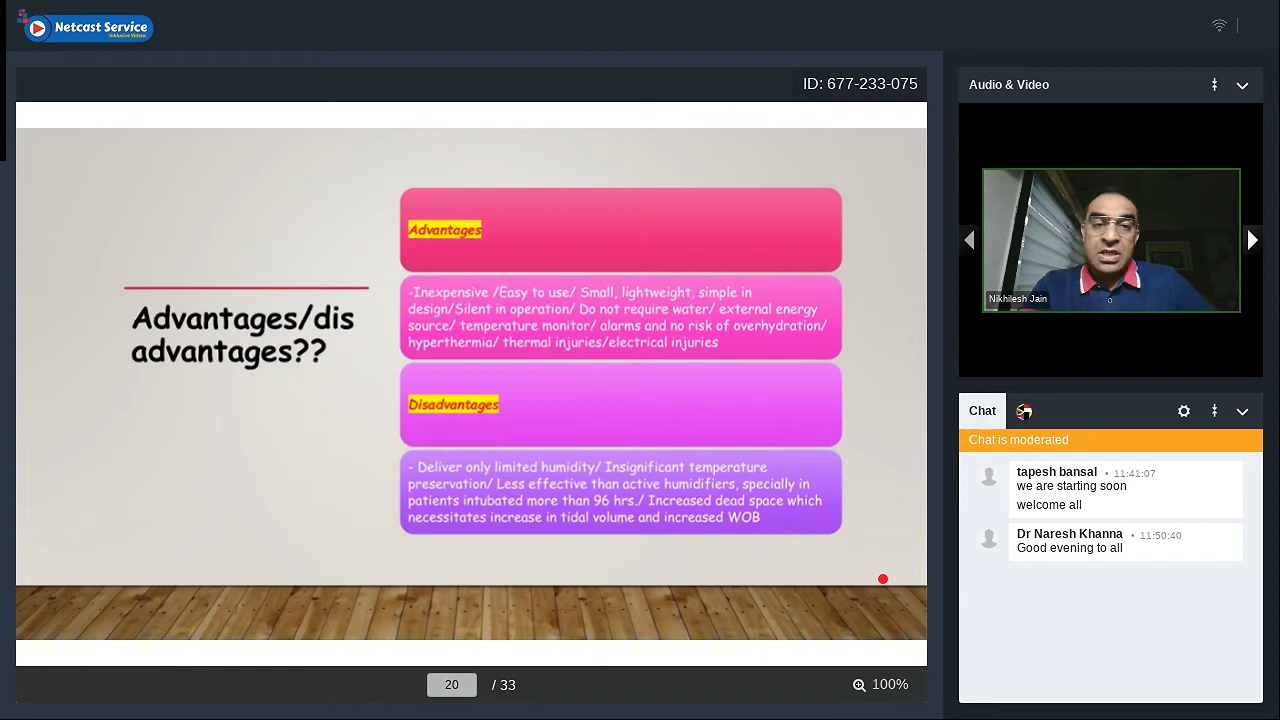 Netcast Service
Inklusive Videos
ID: 677-233-075
Advantages/dis
advantages??
Advantages
-Inexpensive /Easy to use/ Small, lightweight, simple in
design/Silent in operation/ Do not require water/ external energy
source/ temperature monitor/ alarms and no risk of overhydration/
hyperthermia/ thermal injuries/electrical injuries
Disadvantages
- Deliver only limited humidity/ Insignificant temperature
preservation/ Less effective than active humidifiers, specially in
patients intubated more than 96 hrs./ Increased dead space which
necessitates increase in tidal volume and increased WOB
20 / 33
100%
Audio & Video
Nikhilesh Jain
Chat
Chat is moderated
tapesh bansal • 11:41:07
we are starting soon
welcome all
Dr Naresh Khanna • 11:50:40
Good evening to all